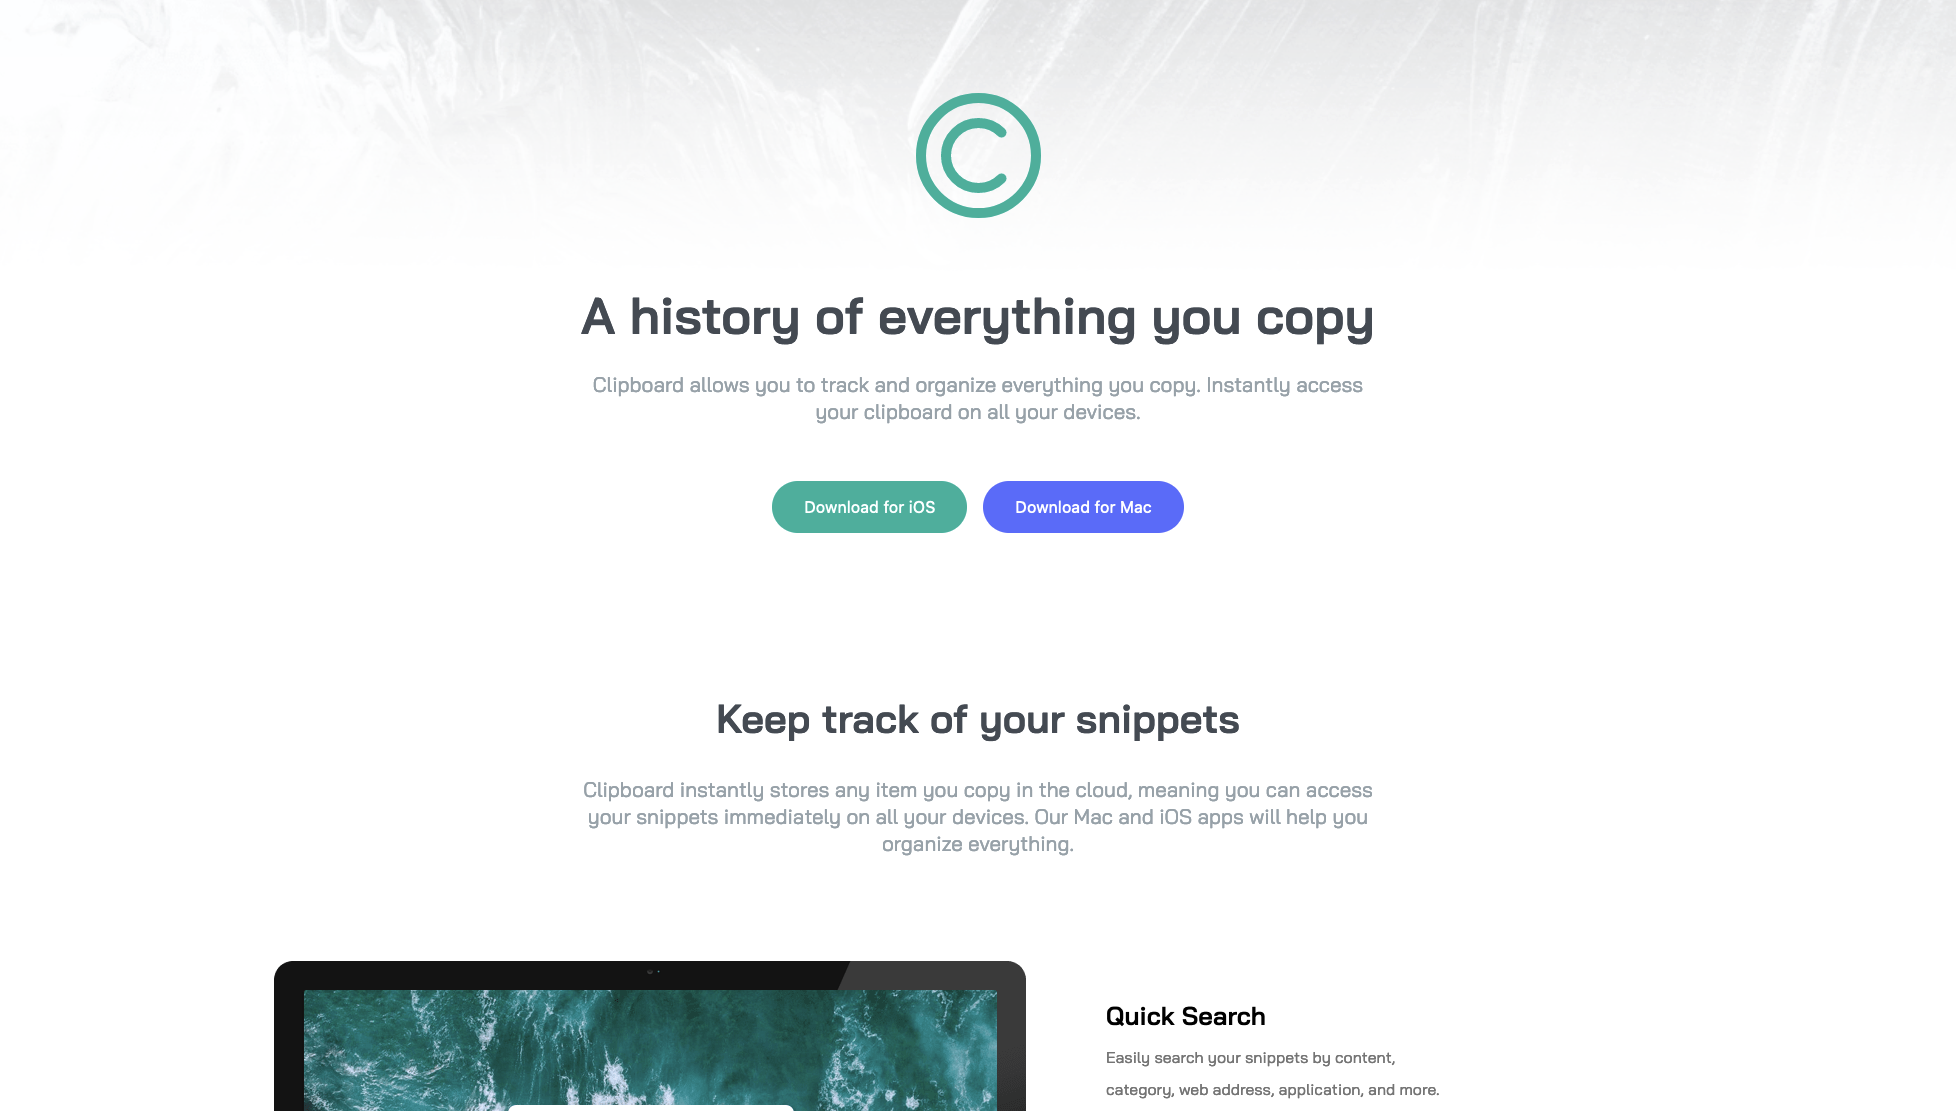 A history of everything you copy
Clipboard allows you to track and organize everything you copy. Instantly access
your clipboard on all your devices.
Download for iOS
Download for Mac
Keep track of your snippets
Clipboard instantly stores any item you copy in the cloud, meaning you can access
your snippets immediately on all your devices. Our Mac and iOS apps will help you
organize everything.
Quick Search
Easily search your snippets by content,
category, web address, application, and more.